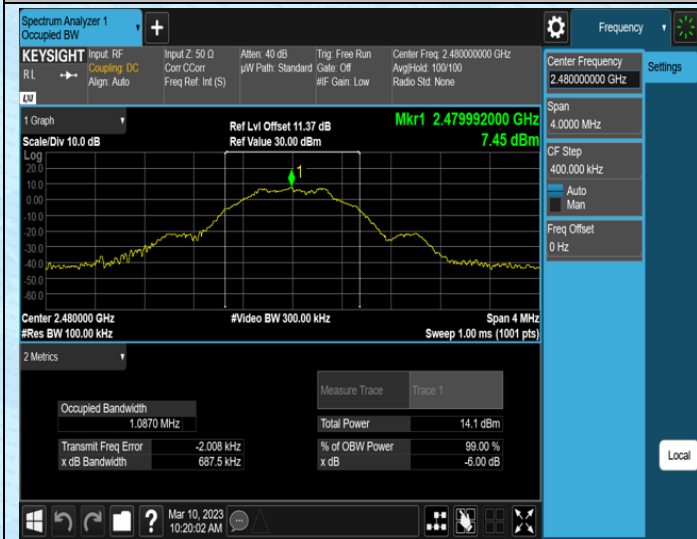 Spectrum Analyzer 1
Occupied BW
▼
+
Frequency ▼
KEYSIGHT
RL
Input: RF
Coupling: DC
Align: Auto
Input Z: 50 Ω
Corr CCorr
Freq Ref: Int (S)
Atten: 40 dB
µW Path: Standard
Trig: Free Run
Gate: Off
#IF Gain: Low
Center Freq: 2.480000000 GHz
Avg|Hold: 100/100
Radio Std: None
1 Graph ▼
Scale/Div 10.0 dB
Ref Lvl Offset 11.37 dB
Ref Value 30.00 dBm
Mkr1 2.479992000 GHz
7.45 dBm
Log
20.0
10.0
0.00
-10.0
-20.0
-30.0
-40.0
-50.0
-60.0
1
Center 2.480000 GHz
#Res BW 100.00 kHz
#Video BW 300.00 kHz
Span 4 MHz
Sweep 1.00 ms (1001 pts)
2 Metrics ▼
Measure Trace Trace 1
Occupied Bandwidth
1.0870 MHz
Total Power 14.1 dBm
Transmit Freq Error -2.008 kHz
% of OBW Power 99.00 %
x dB Bandwidth 687.5 kHz
x dB -6.00 dB
Center Frequency
2.480000000 GHz
Settings
Span
4.0000 MHz
CF Step
400.000 kHz
Auto
Man
Freq Offset
0 Hz
Local
?
Mar 10, 2023
10:20:02 AM